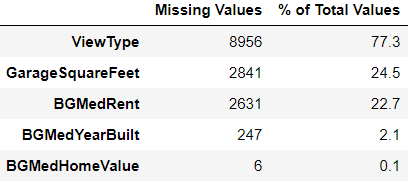 Missing Values % of Total Values
ViewType 8956 77.3
GarageSquareFeet 2841 24.5
BGMedRent 2631 22.7
BGMedYearBuilt 247 2.1
BGMedHomeValue 6 0.1